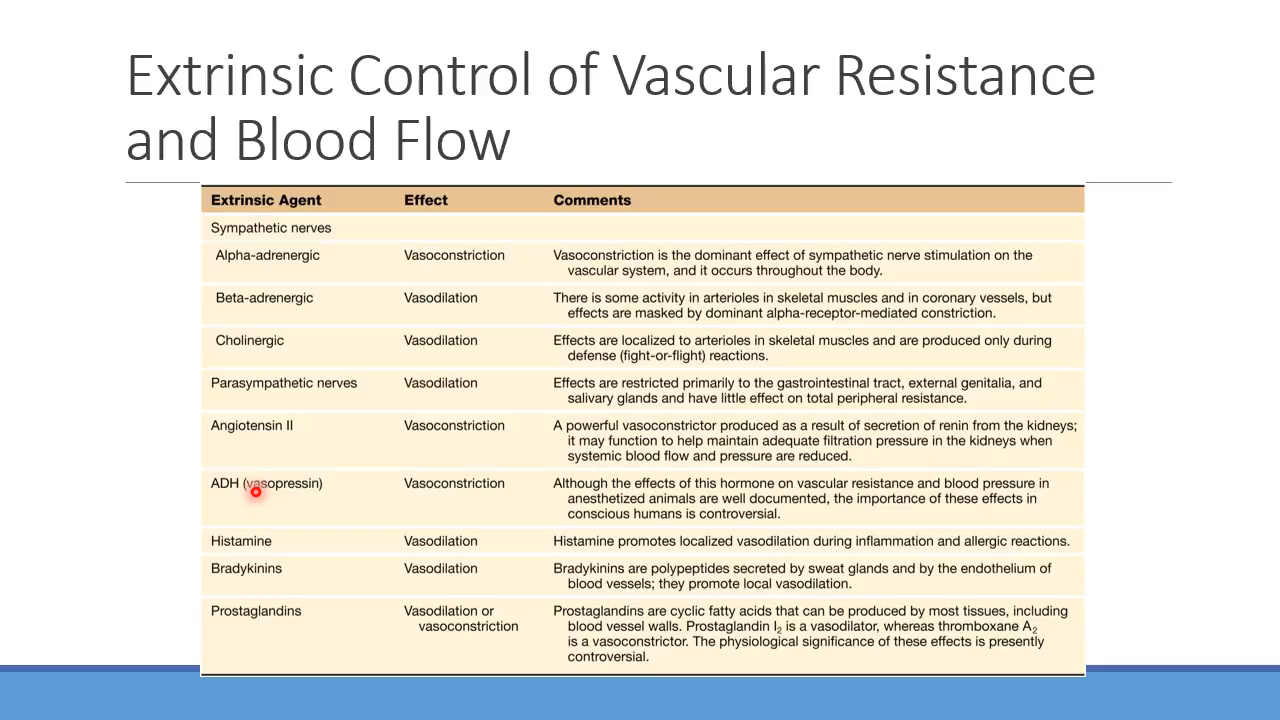 Extrinsic Control of Vascular Resistance
and Blood Flow
Extrinsic Agent Effect Comments
Sympathetic nerves
Alpha-adrenergic Vasoconstriction Vasoconstriction is the dominant effect of sympathetic nerve stimulation on the
vascular system, and it occurs throughout the body.
Beta-adrenergic Vasodilation There is some activity in arterioles in skeletal muscles and in coronary vessels, but
effects are masked by dominant alpha-receptor-mediated constriction.
Cholinergic Vasodilation Effects are localized to arterioles in skeletal muscles and are produced only during
defense (fight-or-flight) reactions.
Parasympathetic nerves Vasodilation Effects are restricted primarily to the gastrointestinal tract, external genitalia, and
salivary glands and have little effect on total peripheral resistance.
Angiotensin II Vasoconstriction A powerful vasoconstrictor produced as a result of secretion of renin from the kidneys;
it may function to help maintain adequate filtration pressure in the kidneys when
systemic blood flow and pressure are reduced.
ADH (vasopressin) Vasoconstriction Although the effects of this hormone on vascular resistance and blood pressure in
anesthetized animals are well documented, the importance of these effects in
conscious humans is controversial.
Histamine Vasodilation Histamine promotes localized vasodilation during inflammation and allergic reactions.
Bradykinins Vasodilation Bradykinins are polypeptides secreted by sweat glands and by the endothelium of
blood vessels; they promote local vasodilation.
Prostaglandins Vasodilation or Prostaglandins are cyclic fatty acids that can be produced by most tissues, including
vasoconstriction blood vessel walls. Prostaglandin I₂ is a vasodilator, whereas thromboxane A₂
is a vasoconstrictor. The physiological significance of these effects is presently
controversial.